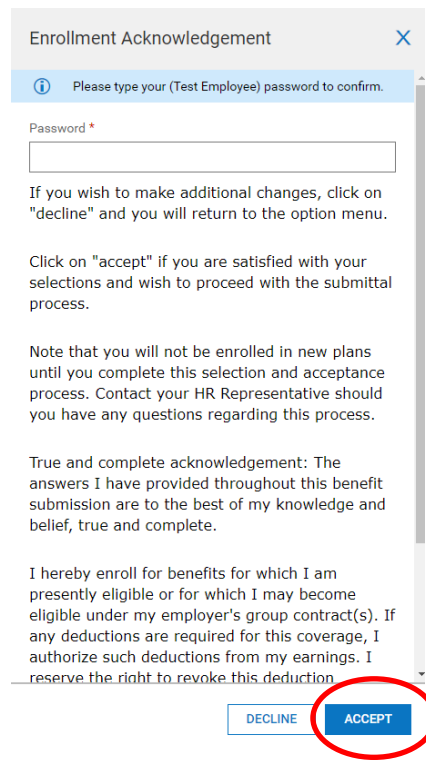 Enrollment Acknowledgement X
Please type your (Test Employee) password to confirm.
Password *
If you wish to make additional changes, click on
"decline" and you will return to the option menu.
Click on "accept" if you are satisfied with your
selections and wish to proceed with the submittal
process.
Note that you will not be enrolled in new plans
until you complete this selection and acceptance
process. Contact your HR Representative should
you have any questions regarding this process.
True and complete acknowledgement: The
answers I have provided throughout this benefit
submission are to the best of my knowledge and
belief, true and complete.
I hereby enroll for benefits for which I am
presently eligible or for which I may become
eligible under my employer's group contract(s). If
any deductions are required for this coverage, I
authorize such deductions from my earnings. I
reserve the right to revoke this deduction
DECLINE ACCEPT